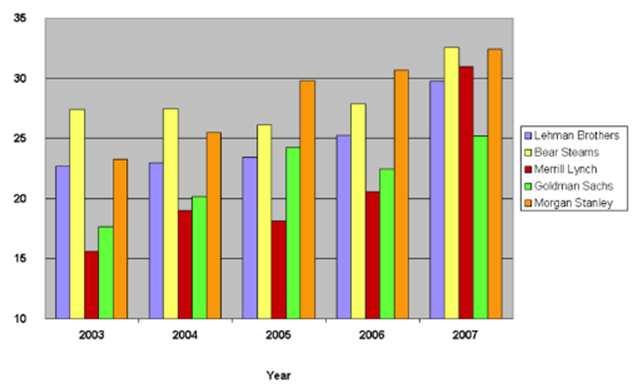 35
30
25
20
15
10
2003 2004 2005 2006 2007
Year
Lehman Brothers
Bear Stearns
Merrill Lynch
Goldman Sachs
Morgan Stanley